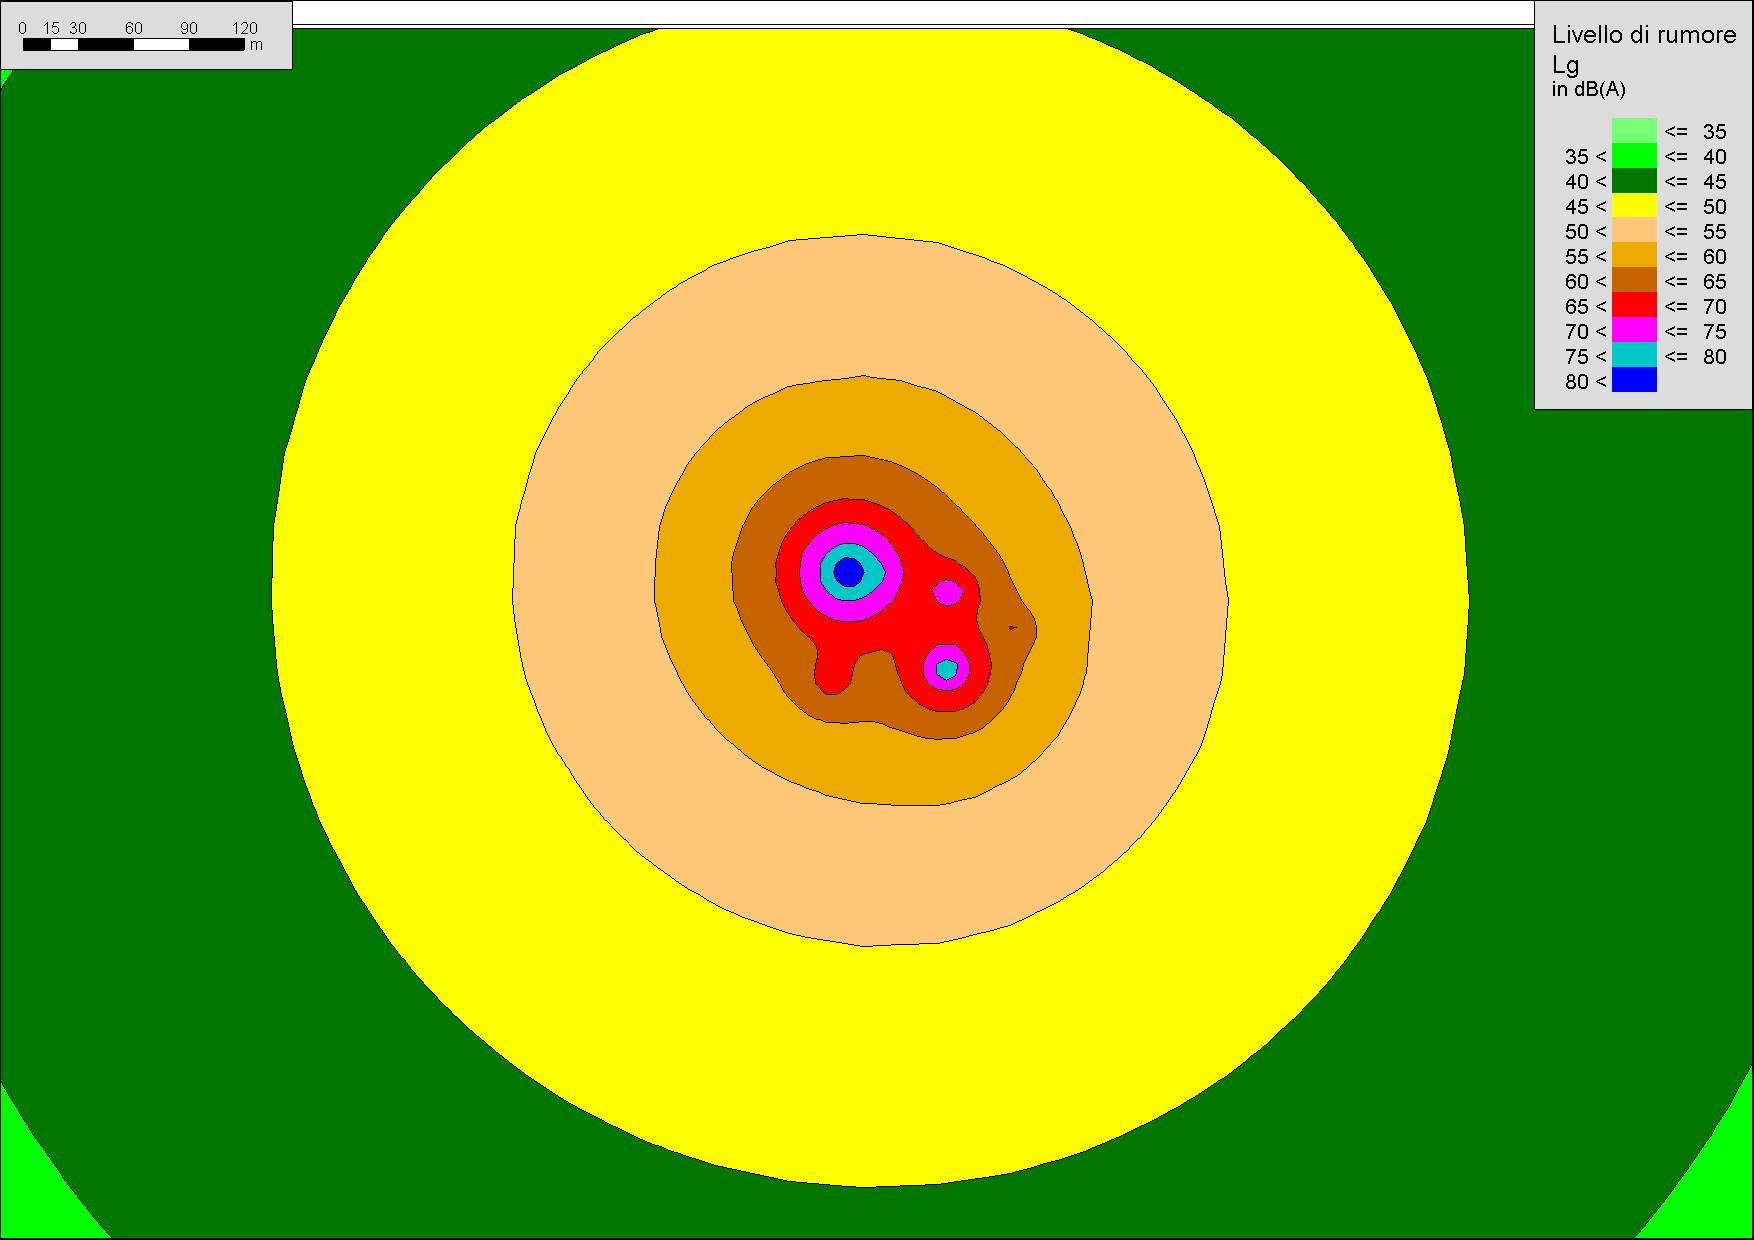 0 15 30 60 90 120
m
Livello di rumore
Lg
in dB(A)
<= 35
35 < <= 40
40 < <= 45
45 < <= 50
50 < <= 55
55 < <= 60
60 < <= 65
65 < <= 70
70 < <= 75
75 < <= 80
80 <